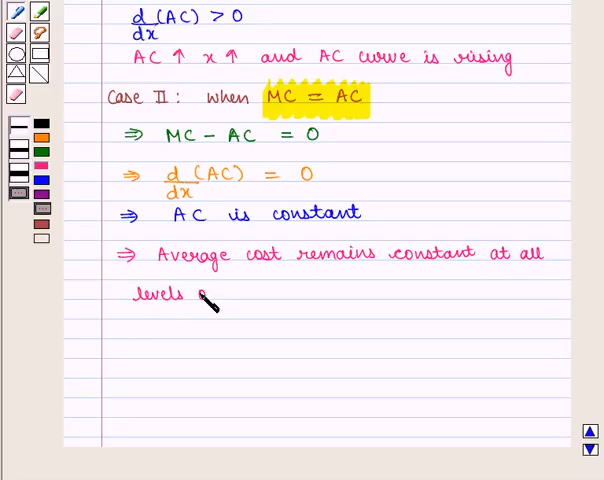 d/dx (AC) > 0
AC ↑ x ↑ and AC curve is rising
Case II: when MC = AC
⇒ MC - AC = 0
⇒ d/dx (AC) = 0
⇒ AC is constant
⇒ Average cost remains constant at all
levels o